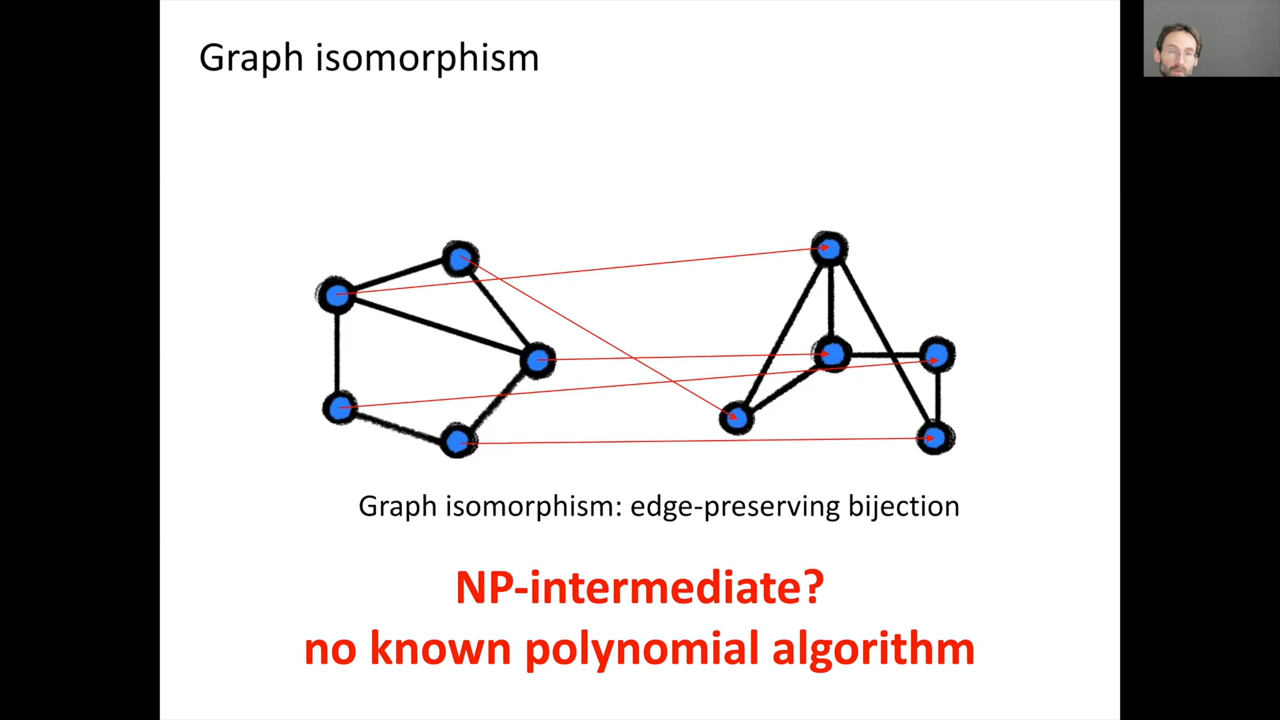 Graph isomorphism
Graph isomorphism: edge-preserving bijection
NP-intermediate?
no known polynomial algorithm